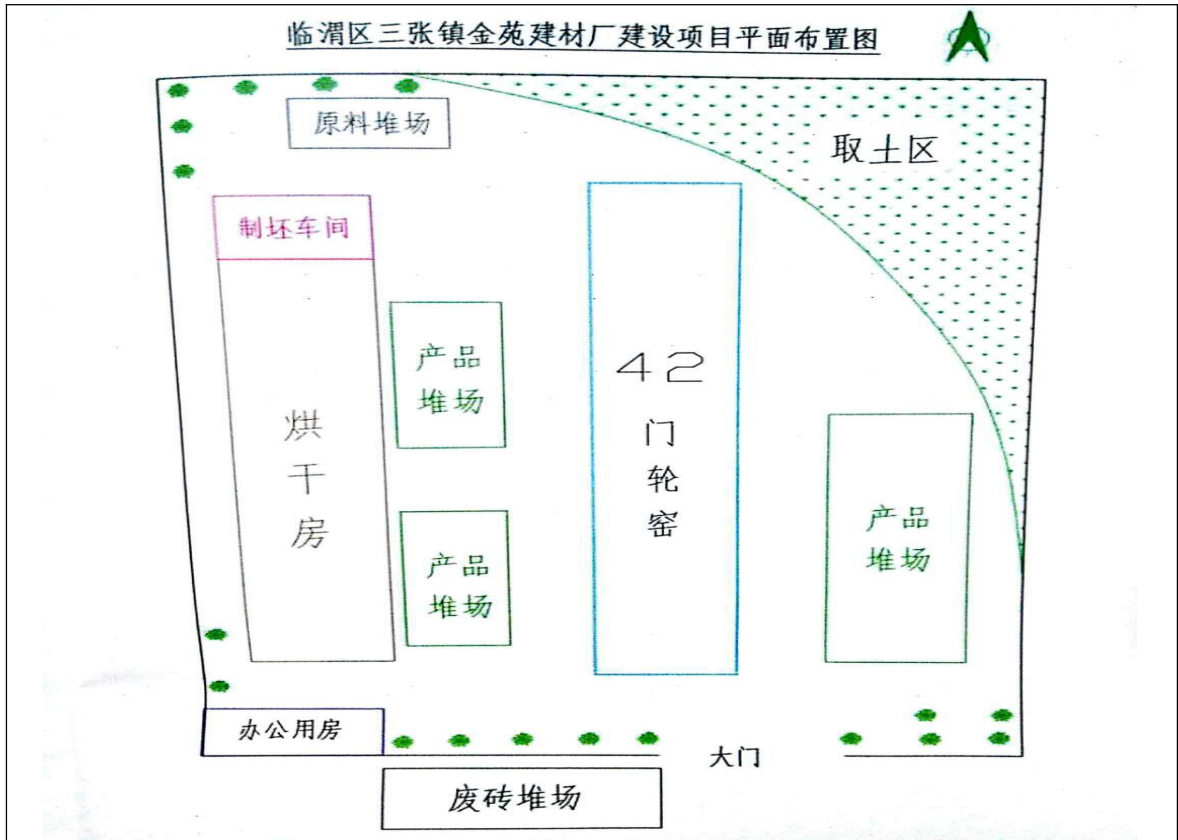 临渭区三张镇金苑建材厂建设项目平面布置图
原料堆场
取土区
制坯车间
产品
堆场
42
门
轮
窑
烘
干
房
产品
堆场
产品
堆场
办公用房
大门
废砖堆场